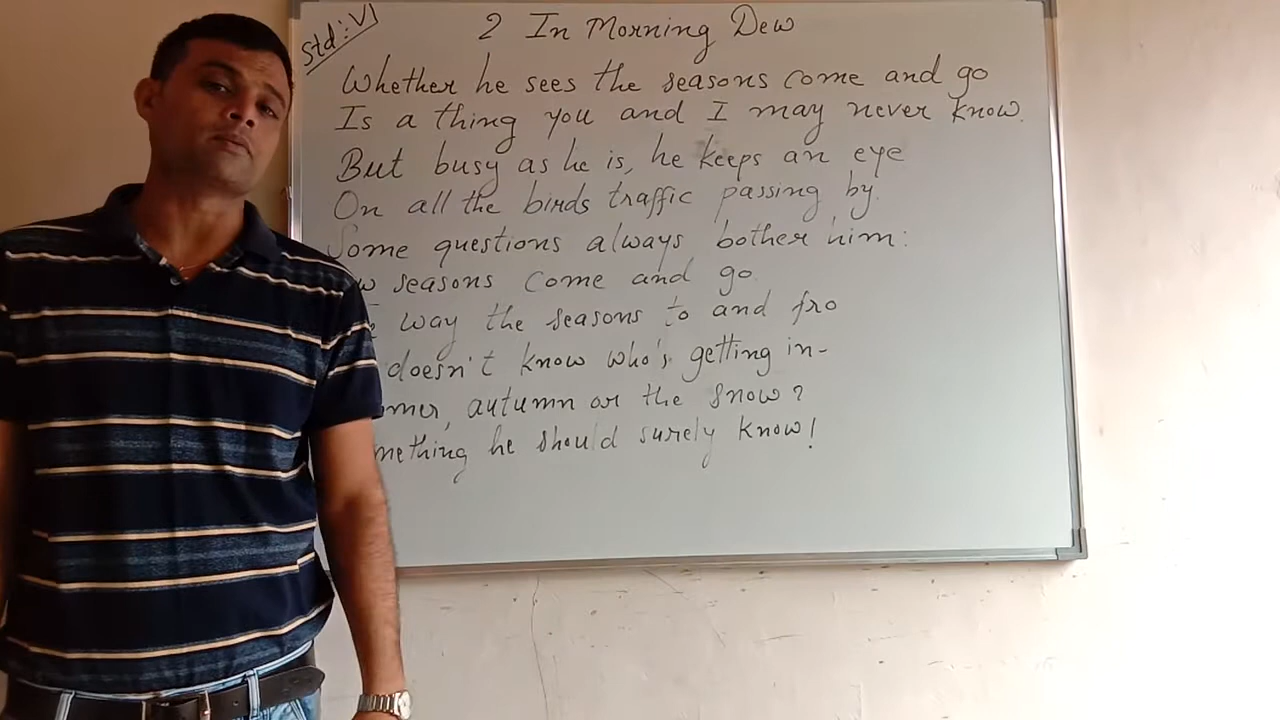 Std: VI
2 In Morning Dew
Whether he sees the seasons come and go
Is a thing you and I may never know.
But busy as he is, he keeps an eye
On all the birds traffic passing by.
Some questions always bother him:
seasons come and go
way the seasons to and fro
doesn't know who's getting in-
autumn or the snow?
he should surely know!